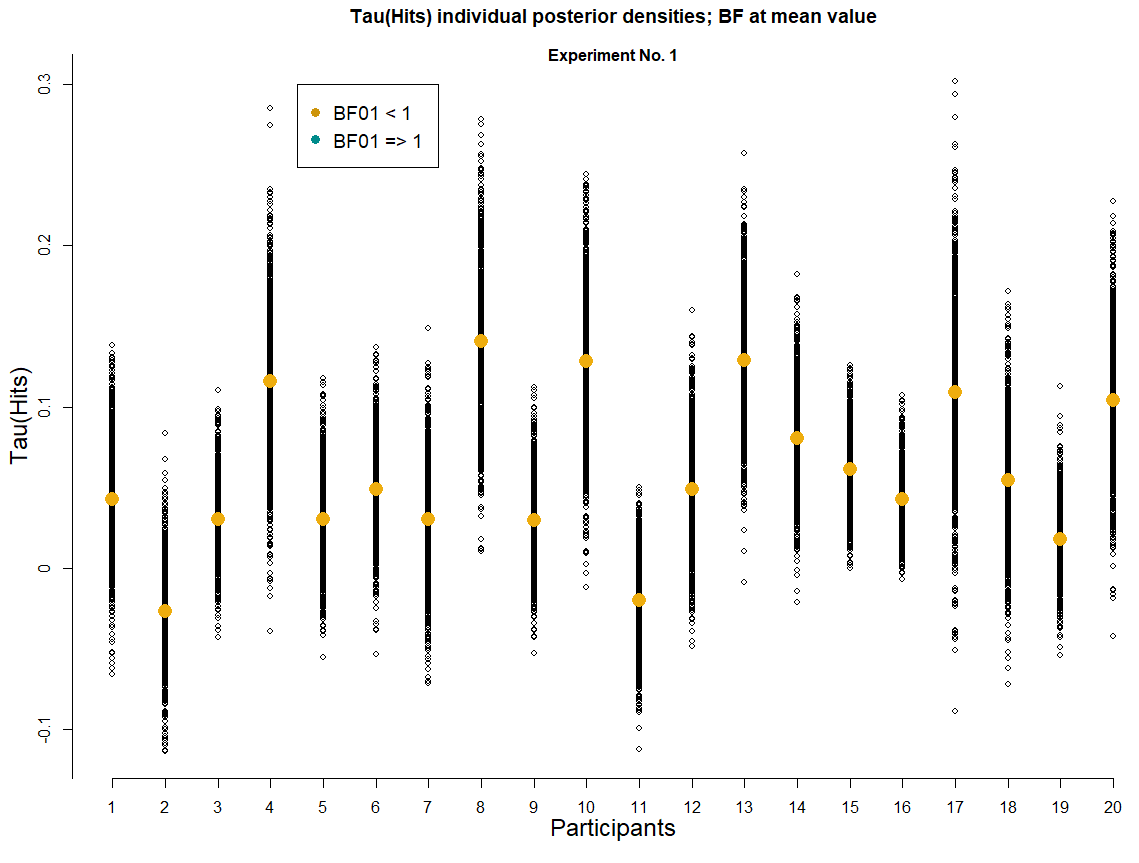 Tau(Hits) individual posterior densities; BF at mean value
Experiment No. 1
BF01 < 1
BF01 => 1
Tau(Hits)
0.3
0.2
0.1
0
-0.1
1 2 3 4 5 6 7 8 9 10 11 12 13 14 15 16 17 18 19 20
Participants